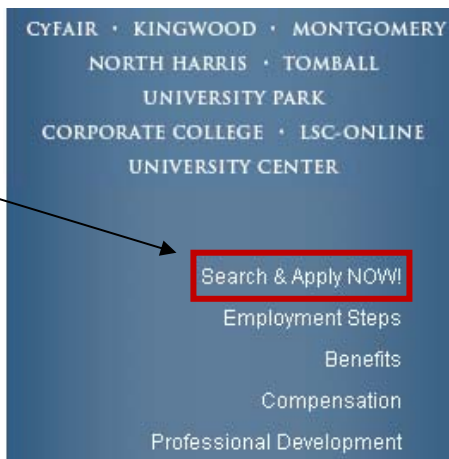 CYFAIR · KINGWOOD · MONTGOMERY
NORTH HARRIS · TOMBALL
UNIVERSITY PARK
CORPORATE COLLEGE · LSC-ONLINE
UNIVERSITY CENTER
Search & Apply NOW!
Employment Steps
Benefits
Compensation
Professional Development